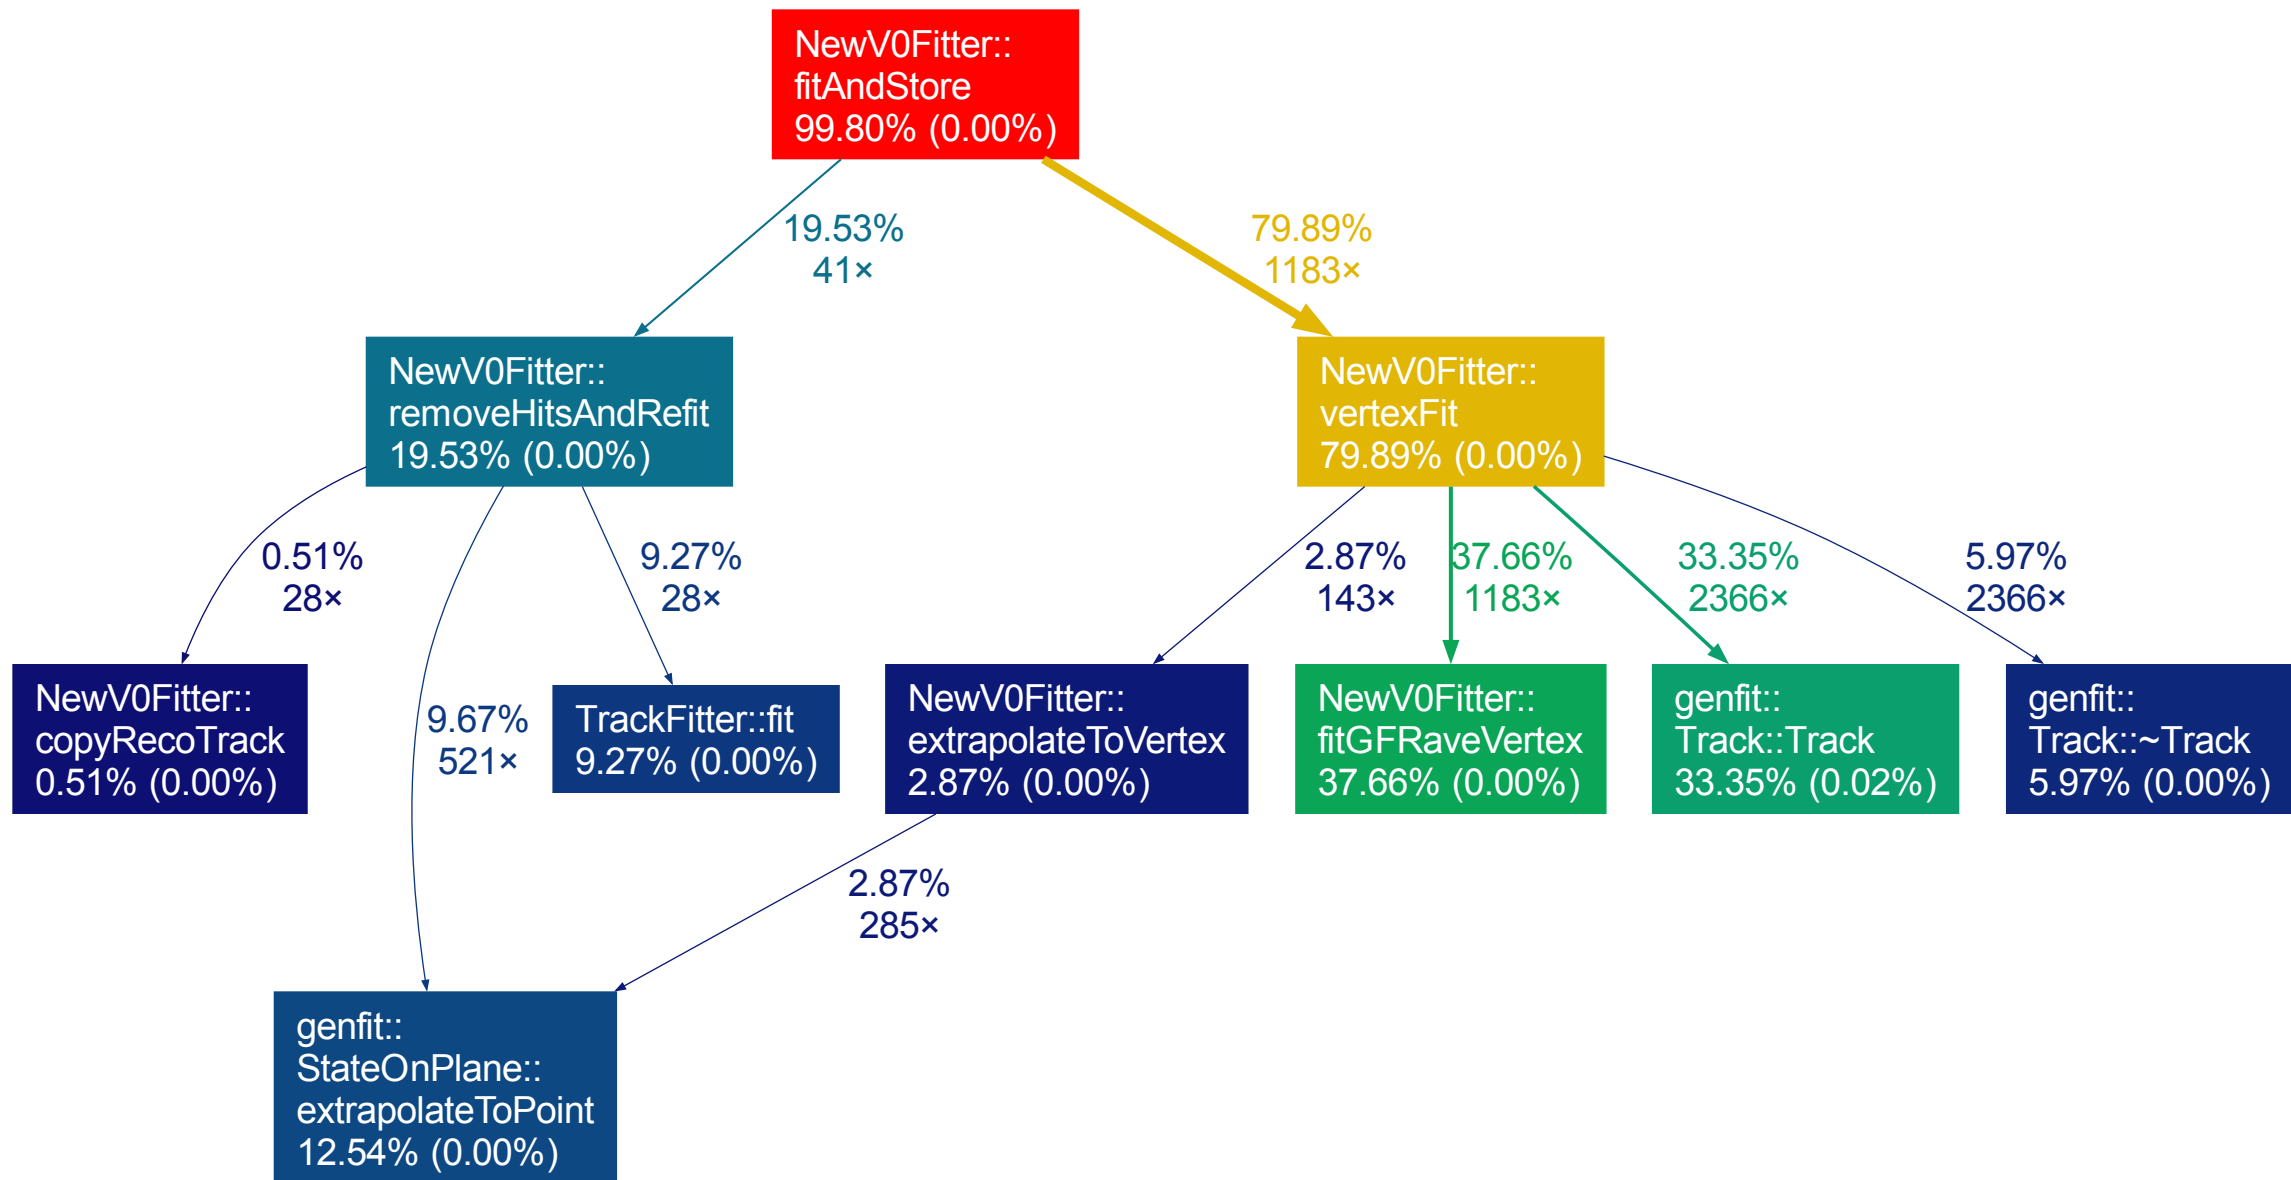 NewV0Fitter::
fitAndStore
99.80% (0.00%)
19.53%
41×
79.89%
1183×
NewV0Fitter::
removeHitsAndRefit
19.53% (0.00%)
NewV0Fitter::
vertexFit
79.89% (0.00%)
0.51%
28×
9.27%
28×
2.87%
143×
37.66%
1183×
33.35%
2366×
5.97%
2366×
NewV0Fitter::
copyRecoTrack
0.51% (0.00%)
9.67%
521×
TrackFitter::fit
9.27% (0.00%)
NewV0Fitter::
extrapolateToVertex
2.87% (0.00%)
NewV0Fitter::
fitGFRaveVertex
37.66% (0.00%)
genfit::
Track::Track
33.35% (0.02%)
genfit::
Track::~Track
5.97% (0.00%)
2.87%
285×
genfit::
StateOnPlane::
extrapolateToPoint
12.54% (0.00%)